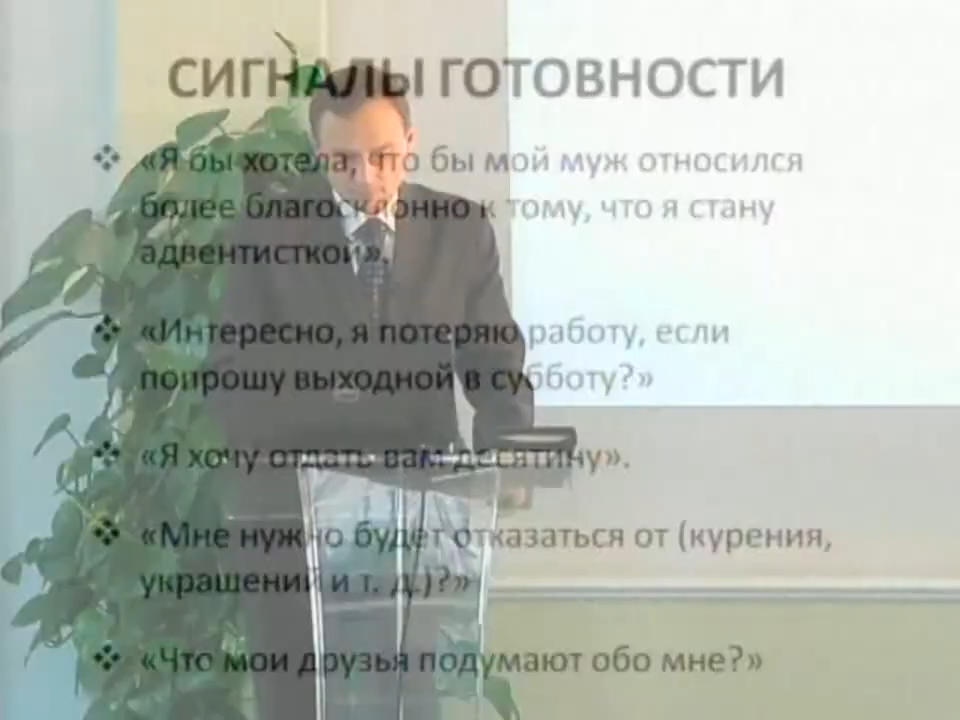 СИГНАЛЫ ГОТОВНОСТИ
«Я бы хотела, что бы мой муж относился
более благосклонно к тому, что я стану
адвентисткой».
«Интересно, я потеряю работу, если
попрошу выходной в субботу?»
«Я хочу отдать вам десятину».
«Мне нужно будет отказаться от (курения,
украшений и т. д.)?»
«Что мои друзья подумают обо мне?»